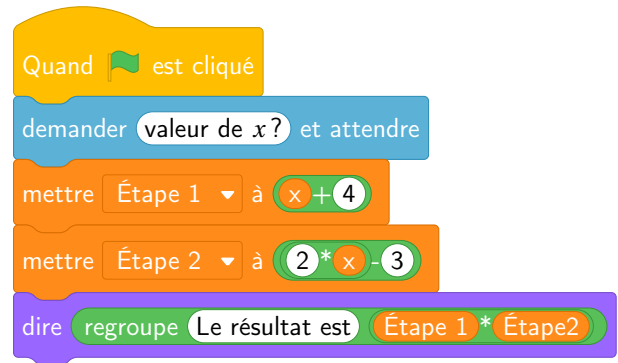 Quand est cliqué
demander valeur de x ? et attendre
mettre Étape 1 à x + 4
mettre Étape 2 à 2 * x - 3
dire regroupe Le résultat est Étape 1 * Étape2